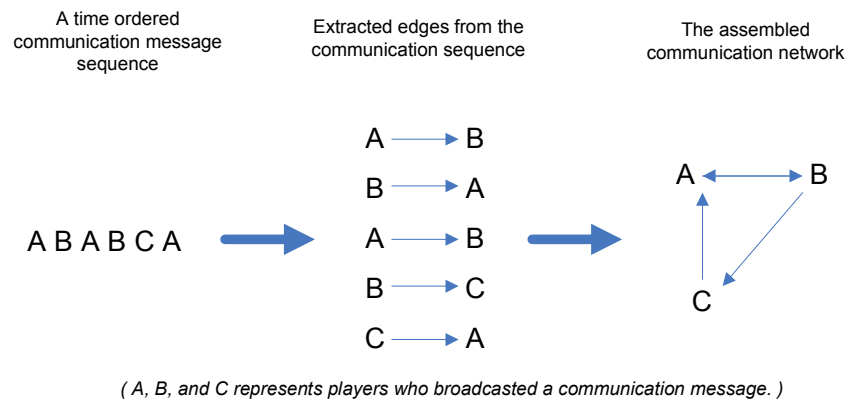 A time ordered
communication message
sequence
Extracted edges from the
communication sequence
The assembled
communication network
A B A B C A
A B
B A
A B
B C
C A
A B
C
( A, B, and C represents players who broadcasted a communication message. )